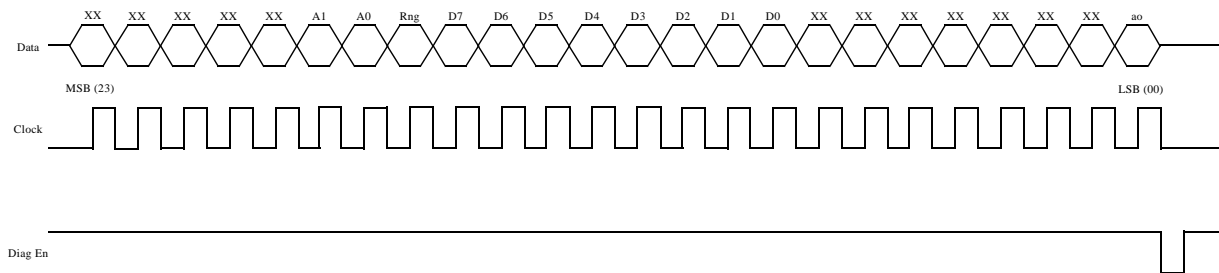 XX XX XX XX XX A1 A0 Rng D7 D6 D5 D4 D3 D2 D1 D0 XX XX XX XX XX XX XX ao
Data
MSB (23) LSB (00)
Clock
Diag En